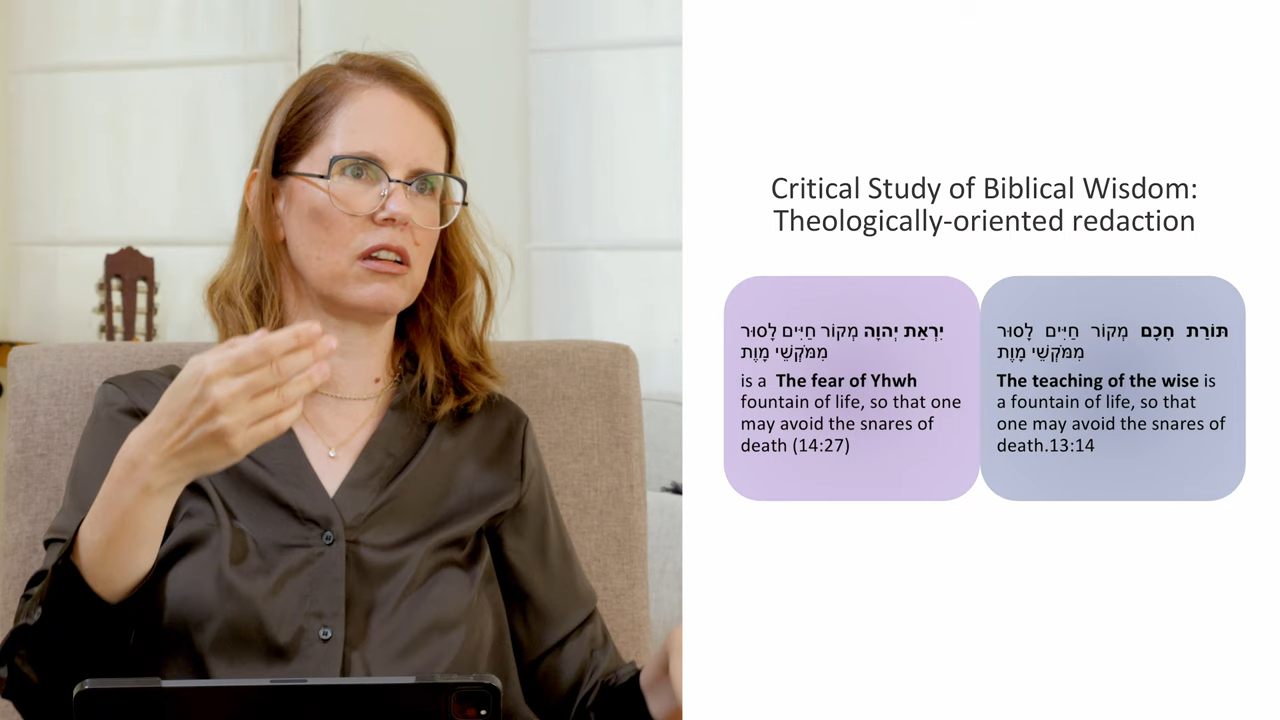 Critical Study of Biblical Wisdom:
Theologically-oriented redaction
יִרְאַת יְהוָה מְקוֹר חַיִּים לָסוּר
מִמֹּקְשֵׁי מָוֶת
is a The fear of Yhwh
fountain of life, so that one
may avoid the snares of
death (14:27)
תּוֹרַת חָכָם מְקוֹר חַיִּים לָסוּר
מִמֹּקְשֵׁי מָוֶת
The teaching of the wise is
a fountain of life, so that
one may avoid the snares of
death.13:14